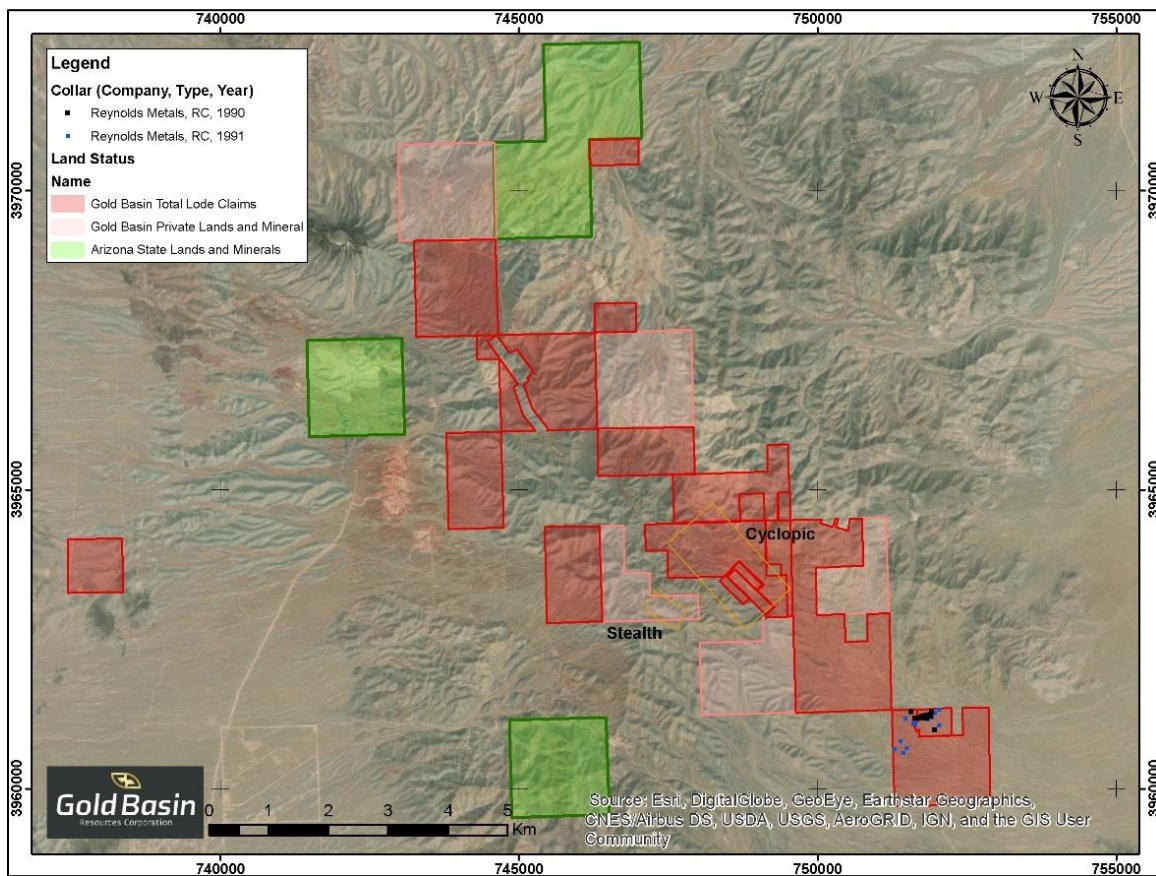 740000 745000 750000 755000
Legend
Collar (Company, Type, Year)
Reynolds Metals, RC, 1990
Reynolds Metals, RC, 1991
Land Status
Name
Gold Basin Total Lode Claims
Gold Basin Private Lands and Mineral
Arizona State Lands and Minerals
N
W E
S
3970000 3970000
3965000 3965000
Cyclopic
Stealth
3960000 3960000
Gold Basin
Resources Corporation
0 1 2 3 4 5
Km
Source: Esri, DigitalGlobe, GeoEye, Earthstar Geographics,
CNES/Airbus DS, USDA, USGS, AeroGRID, IGN, and the GIS User
Community
740000 745000 750000 755000